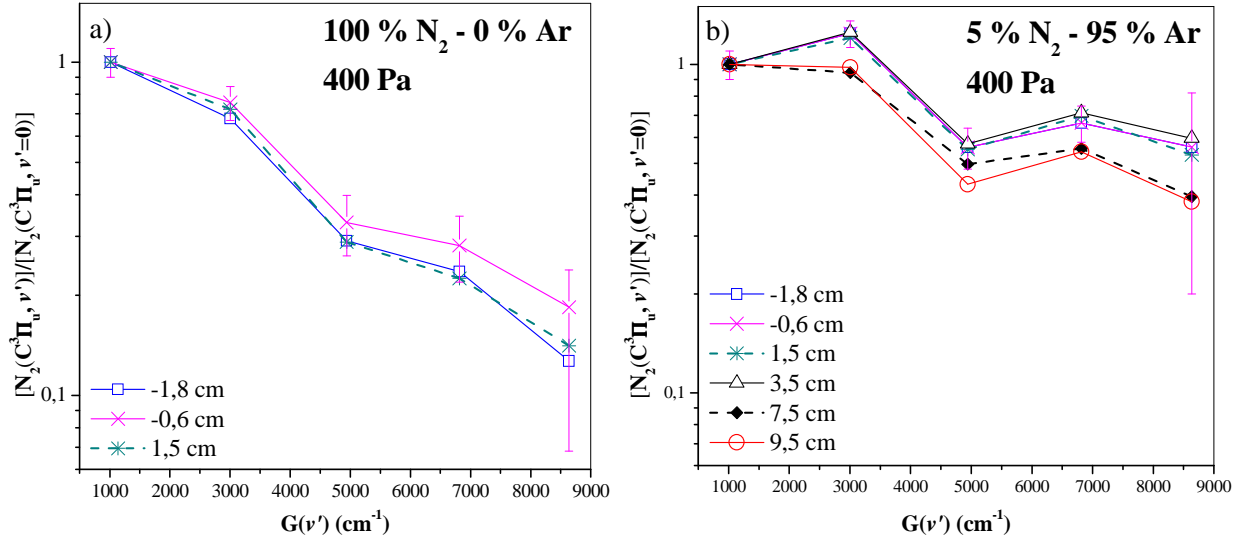 a)
100 % N₂ - 0 % Ar
400 Pa
[N₂(C³Πᵤ, v')]/[N₂(C³Πᵤ, v'=0)]
1
0,1
-1,8 cm
-0,6 cm
1,5 cm
1000 2000 3000 4000 5000 6000 7000 8000 9000
G(v') (cm⁻¹)
b)
5 % N₂ - 95 % Ar
400 Pa
[N₂(C³Πᵤ, v')]/[N₂(C³Πᵤ, v'=0)]
1
0,1
-1,8 cm
-0,6 cm
1,5 cm
3,5 cm
7,5 cm
9,5 cm
1000 2000 3000 4000 5000 6000 7000 8000 9000
G(v') (cm⁻¹)